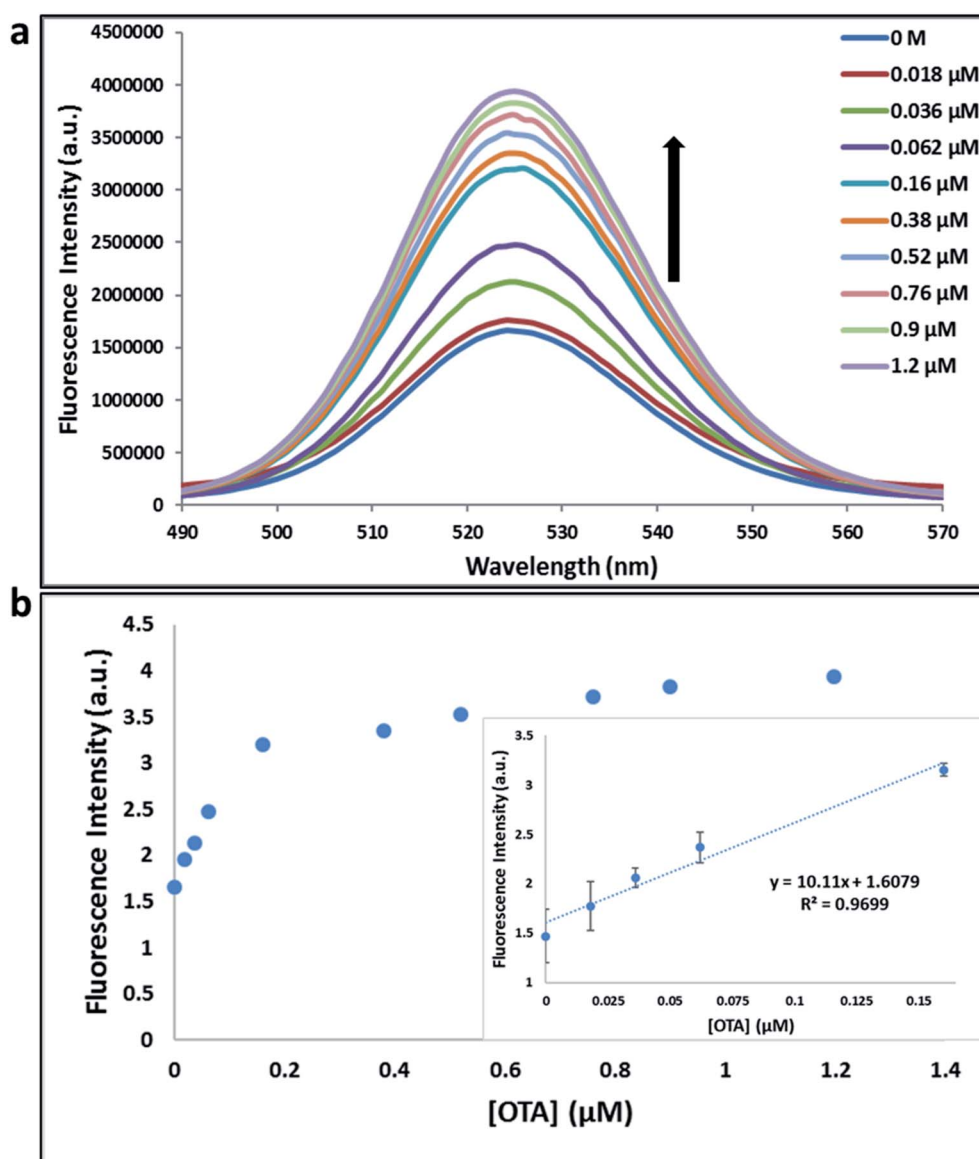 a
4500000
4000000
3500000
3000000
2500000
2000000
1500000
1000000
500000
0
Fluorescence Intensity (a.u.)
490 500 510 520 530 540 550 560 570
Wavelength (nm)
0 M
0.018 µM
0.036 µM
0.062 µM
0.16 µM
0.38 µM
0.52 µM
0.76 µM
0.9 µM
1.2 µM
b
4.5
4
3.5
3
2.5
2
1.5
1
0.5
0
Fluorescence Intensity (a.u.)
0 0.2 0.4 0.6 0.8 1 1.2 1.4
[OTA] (µM)
3.5
3
2.5
2
1.5
1
Fluorescence Intensity (a.u.)
y = 10.11x + 1.6079
R² = 0.9699
0 0.025 0.05 0.075 0.1 0.125 0.15
[OTA] (µM)